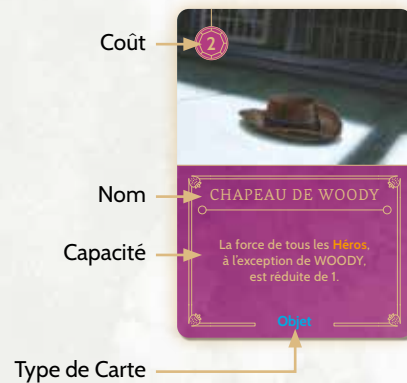 Coût
2
Nom
CHAPEAU DE WOODY
Capacité
La force de tous les Héros,
à l'exception de WOODY,
est réduite de 1.
Objet
Type de Carte